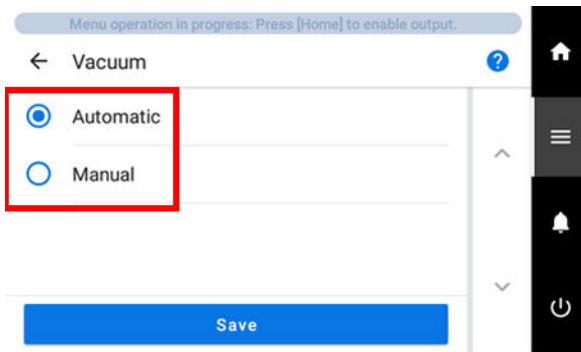 Menu operation in progress: Press [Home] to enable output.
Vacuum
?
Automatic
Manual
Save